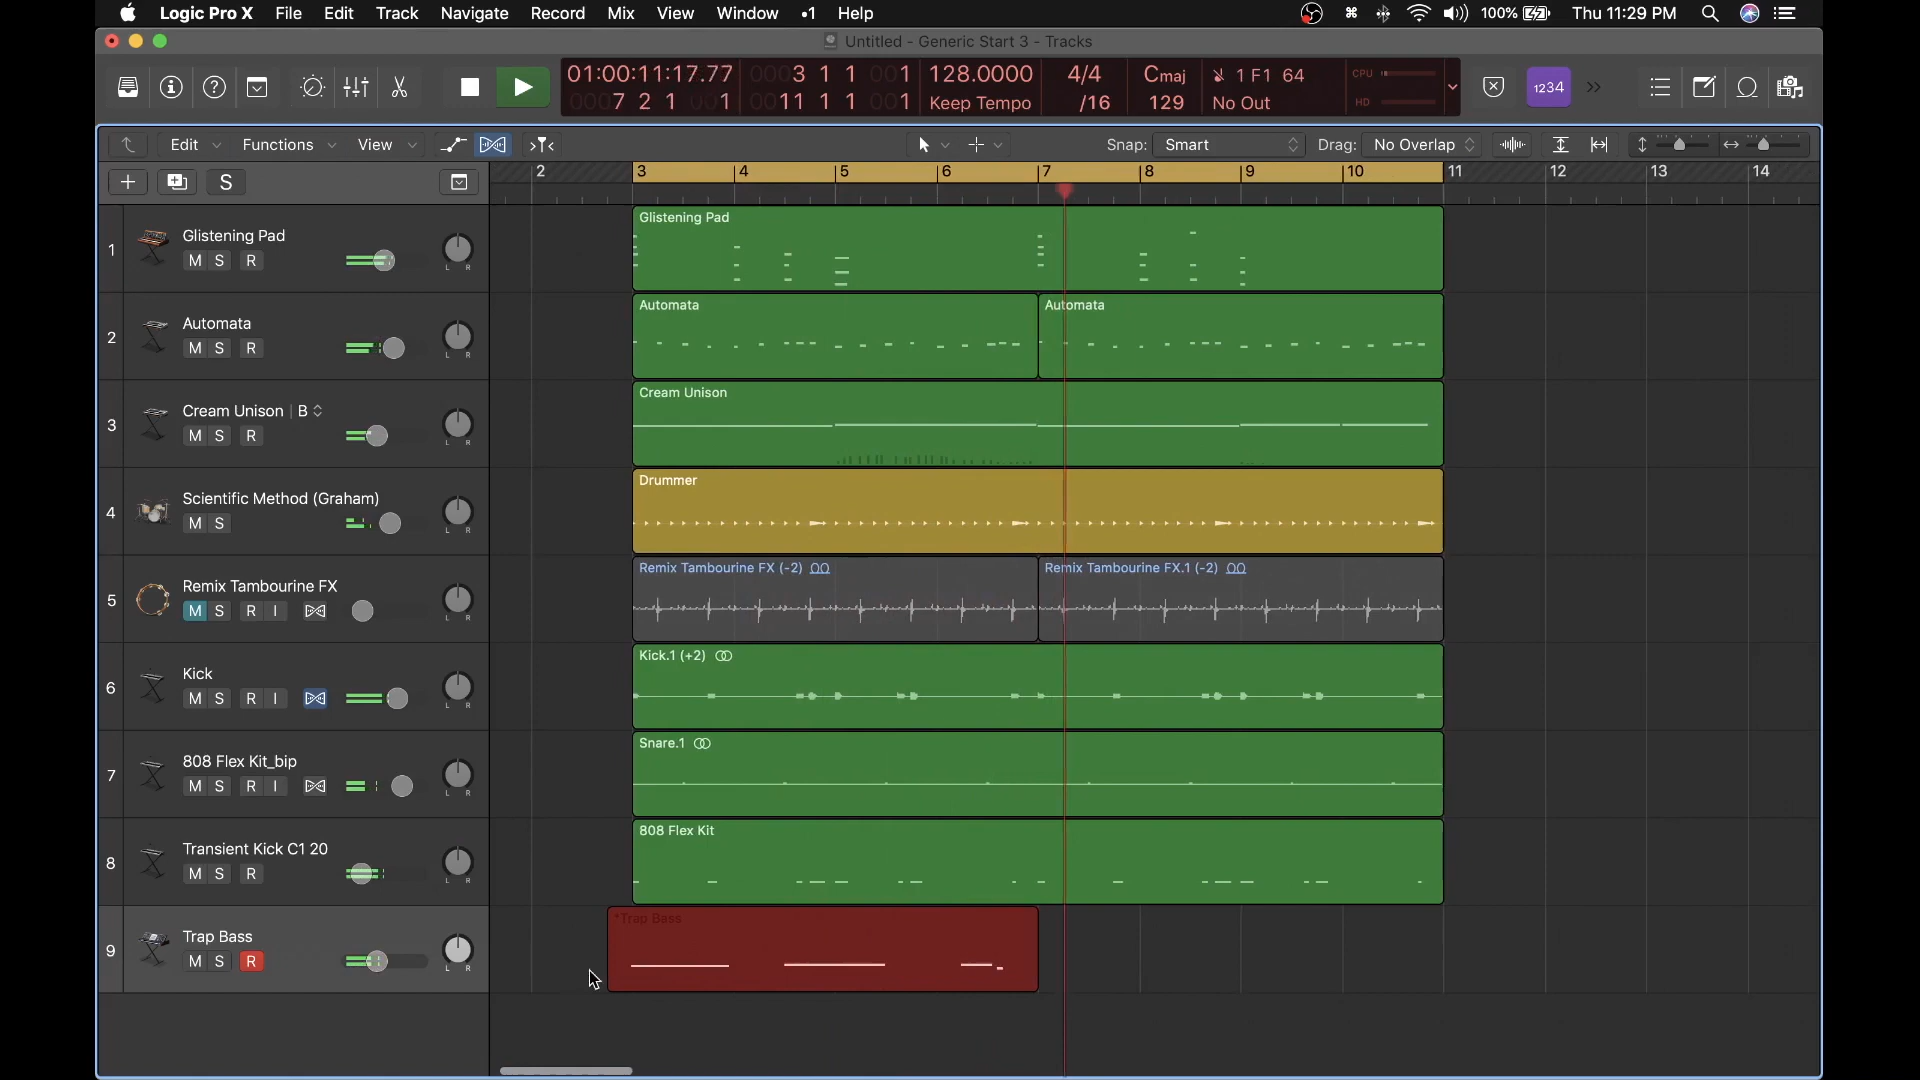 Logic Pro X File Edit Track Navigate Record Mix View Window •1 Help 100% Thu 11:29 PM
Untitled - Generic Start 3 - Tracks
01:00:11:17.77 0003 1 1 001 128.0000 4/4 Cmaj 1 F1 64 CPU
0007 2 1 001 0011 1 1 001 Keep Tempo /16 129 No Out HD
1234
Edit Functions View Snap: Smart Drag: No Overlap
S 2 3 4 5 6 7 8 9 10 11 12 13 14
1 Glistening Pad
M S R L R
Glistening Pad
2 Automata
M S R L R
Automata Automata
3 Cream Unison | B
M S R L R
Cream Unison
4 Scientific Method (Graham)
M S L R
Drummer
5 Remix Tambourine FX
M S R I L R
Remix Tambourine FX (-2) Remix Tambourine FX.1 (-2)
6 Kick
M S R I L R
Kick.1 (+2)
7 808 Flex Kit_bip
M S R I L R
Snare.1
8 Transient Kick C1 20
M S R L R
808 Flex Kit
9 Trap Bass
M S R L R
*Trap Bass